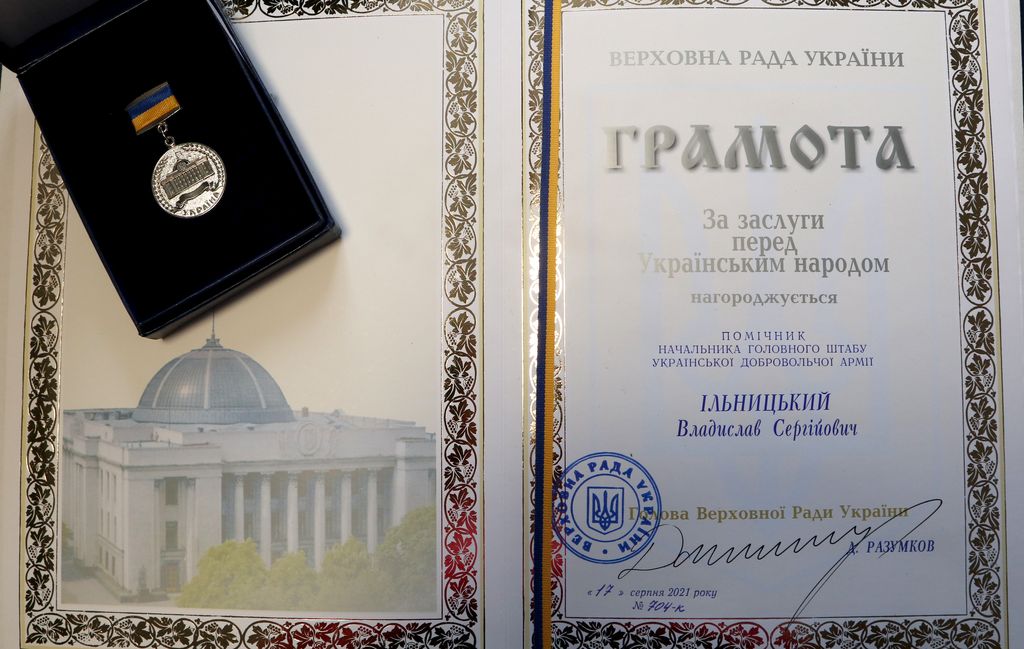 УКРАЇНА
ВЕРХОВНА РАДА УКРАЇНИ
ГРАМОТА
За заслуги
перед
Українським народом
нагороджується
ПОМІЧНИК
НАЧАЛЬНИКА ГОЛОВНОГО ШТАБУ
УКРАЇНСЬКОЇ ДОБРОВОЛЬЧОЇ АРМІЇ
ІЛЬНИЦЬКИЙ
Владислав Сергійович
ВЕРХОВНА РАДА УКРАЇНИ
Голова Верховної Ради України
Д. РАЗУМКОВ
« 17 » серпня 2021 року
№ 704-к